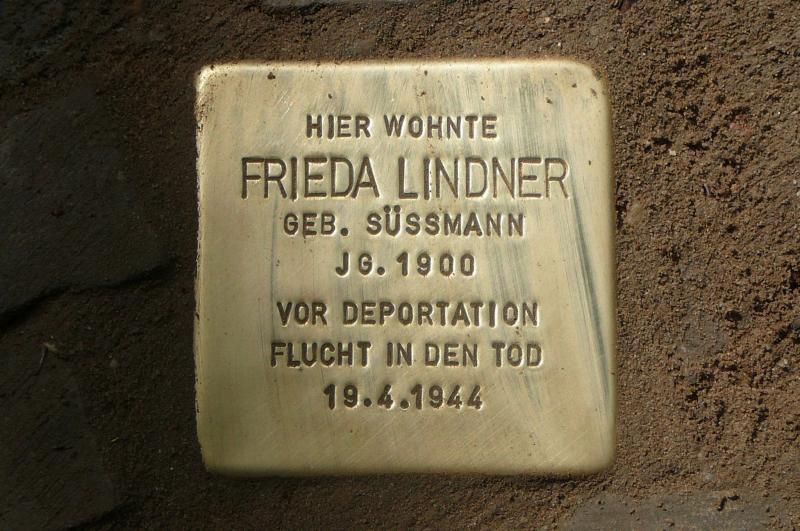 HIER WOHNTE
FRIEDA LINDNER
GEB. SÜSSMANN
JG. 1900
VOR DEPORTATION
FLUCHT IN DEN TOD
19.4.1944